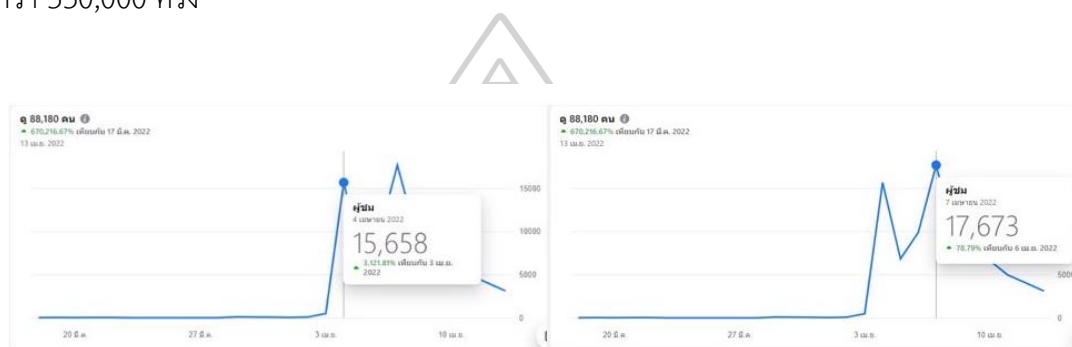 550,000 ครั้ง
ดู 88,180 คน
670,216.67% เทียบกับ 17 มี.ค. 2022
13 เม.ย. 2022
ผู้ชม
4 เมษายน 2022
15,658
3,121.81% เทียบกับ 3 เม.ย. 2022
15000
10000
5000
0
20 มี.ค.
27 มี.ค.
3 เม.ย.
10 เม.ย.
ดู 88,180 คน
670,216.67% เทียบกับ 17 มี.ค. 2022
13 เม.ย. 2022
ผู้ชม
7 เมษายน 2022
17,673
78.79% เทียบกับ 6 เม.ย. 2022
5000
0
20 มี.ค.
27 มี.ค.
3 เม.ย.
10 เม.ย.